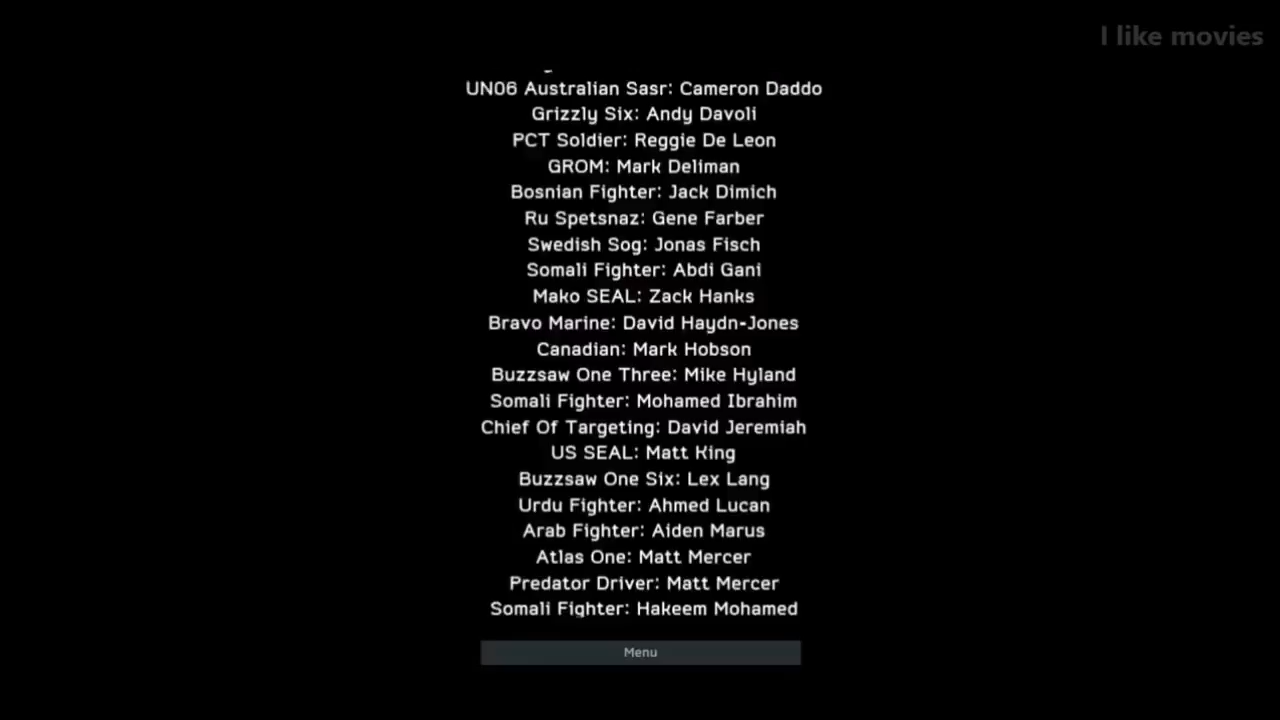 I like movies
UN06 Australian Sasr: Cameron Daddo
Grizzly Six: Andy Davoli
PCT Soldier: Reggie De Leon
GROM: Mark Deliman
Bosnian Fighter: Jack Dimich
Ru Spetsnaz: Gene Farber
Swedish Sog: Jonas Fisch
Somali Fighter: Abdi Gani
Mako SEAL: Zack Hanks
Bravo Marine: David Haydn-Jones
Canadian: Mark Hobson
Buzzsaw One Three: Mike Hyland
Somali Fighter: Mohamed Ibrahim
Chief Of Targeting: David Jeremiah
US SEAL: Matt King
Buzzsaw One Six: Lex Lang
Urdu Fighter: Ahmed Lucan
Arab Fighter: Aiden Marus
Atlas One: Matt Mercer
Predator Driver: Matt Mercer
Somali Fighter: Hakeem Mohamed
Menu